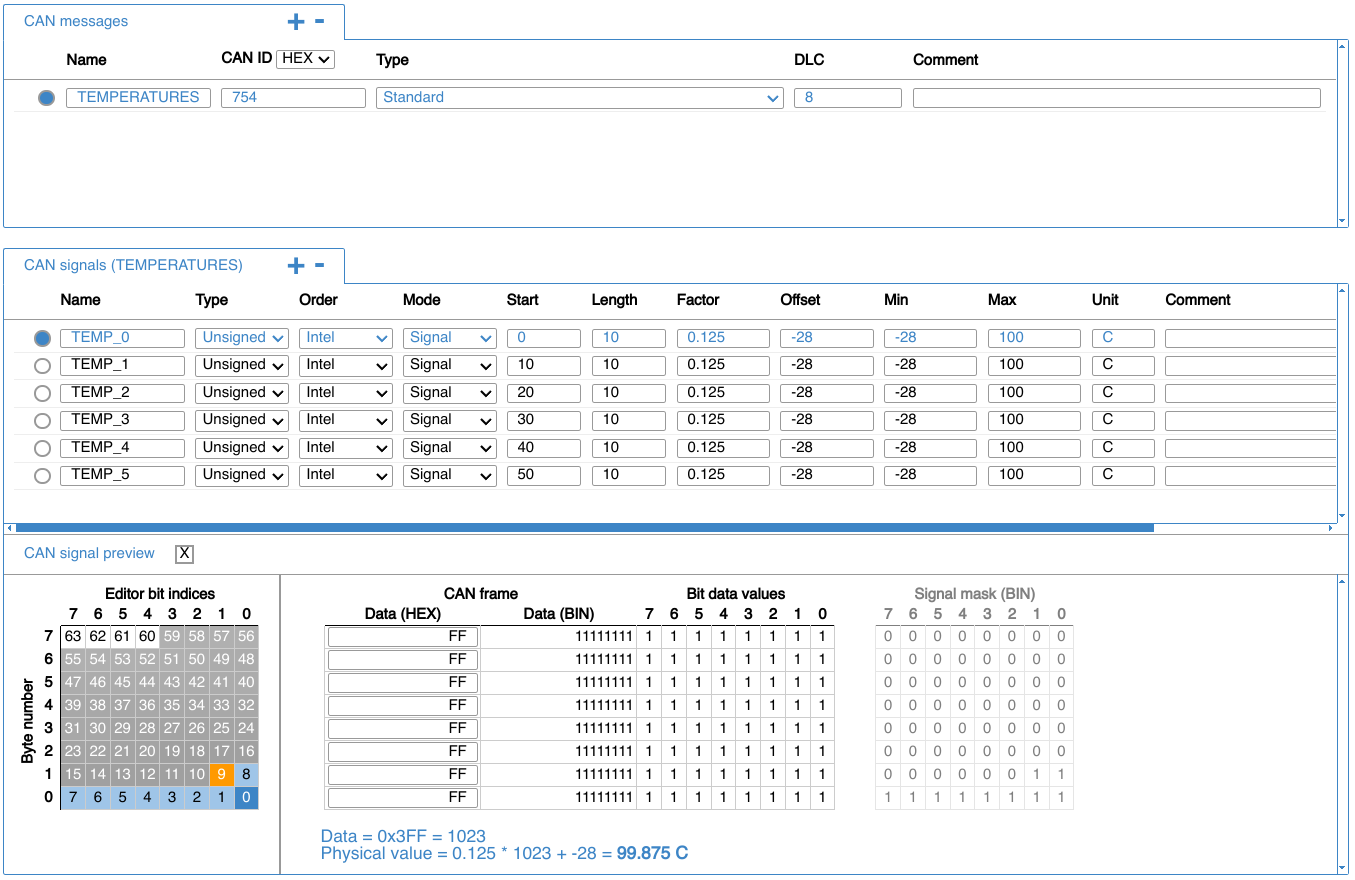 CAN messages + -
Name CAN ID HEX Type DLC Comment
TEMPERATURES 754 Standard 8
CAN signals (TEMPERATURES) + -
Name Type Order Mode Start Length Factor Offset Min Max Unit Comment
TEMP_0 Unsigned Intel Signal 0 10 0.125 -28 -28 100 C
TEMP_1 Unsigned Intel Signal 10 10 0.125 -28 -28 100 C
TEMP_2 Unsigned Intel Signal 20 10 0.125 -28 -28 100 C
TEMP_3 Unsigned Intel Signal 30 10 0.125 -28 -28 100 C
TEMP_4 Unsigned Intel Signal 40 10 0.125 -28 -28 100 C
TEMP_5 Unsigned Intel Signal 50 10 0.125 -28 -28 100 C
CAN signal preview X
Editor bit indices CAN frame Bit data values Signal mask (BIN)
7 6 5 4 3 2 1 0 Data (HEX) Data (BIN) 7 6 5 4 3 2 1 0 7 6 5 4 3 2 1 0
7 63 62 61 60 59 58 57 56 FF 11111111 1 1 1 1 1 1 1 1 0 0 0 0 0 0 0 0
6 55 54 53 52 51 50 49 48 FF 11111111 1 1 1 1 1 1 1 1 0 0 0 0 0 0 0 0
5 47 46 45 44 43 42 41 40 FF 11111111 1 1 1 1 1 1 1 1 0 0 0 0 0 0 0 0
4 39 38 37 36 35 34 33 32 FF 11111111 1 1 1 1 1 1 1 1 0 0 0 0 0 0 0 0
3 31 30 29 28 27 26 25 24 FF 11111111 1 1 1 1 1 1 1 1 0 0 0 0 0 0 0 0
2 23 22 21 20 19 18 17 16 FF 11111111 1 1 1 1 1 1 1 1 0 0 0 0 0 0 0 0
1 15 14 13 12 11 10 9 8 FF 11111111 1 1 1 1 1 1 1 1 0 0 0 0 0 0 1 1
0 7 6 5 4 3 2 1 0 FF 11111111 1 1 1 1 1 1 1 1 1 1 1 1 1 1 1 1
Byte number
Data = 0x3FF = 1023
Physical value = 0.125 * 1023 + -28 = 99.875 C